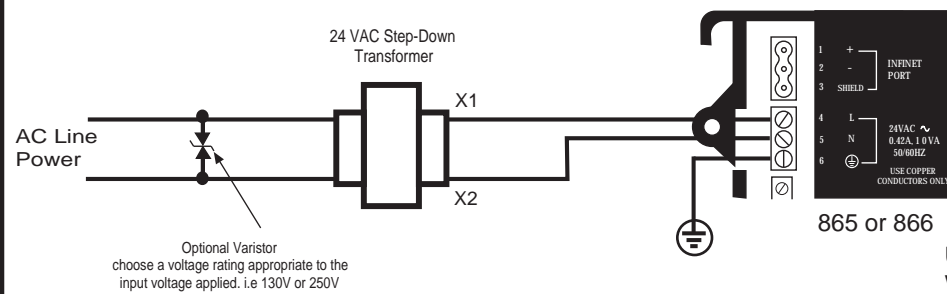 24 VAC Step-Down
Transformer
X1
X2
AC Line
Power
Optional Varistor
choose a voltage rating appropriate to the
input voltage applied. i.e 130V or 250V
1 +
2 -
3 SHIELD
INFINET
PORT
4 L
5 N
6
24VAC ~
0.42A, 1 0 VA
50/60HZ
USE COPPER
CONDUCTORS ONLY
865 or 866